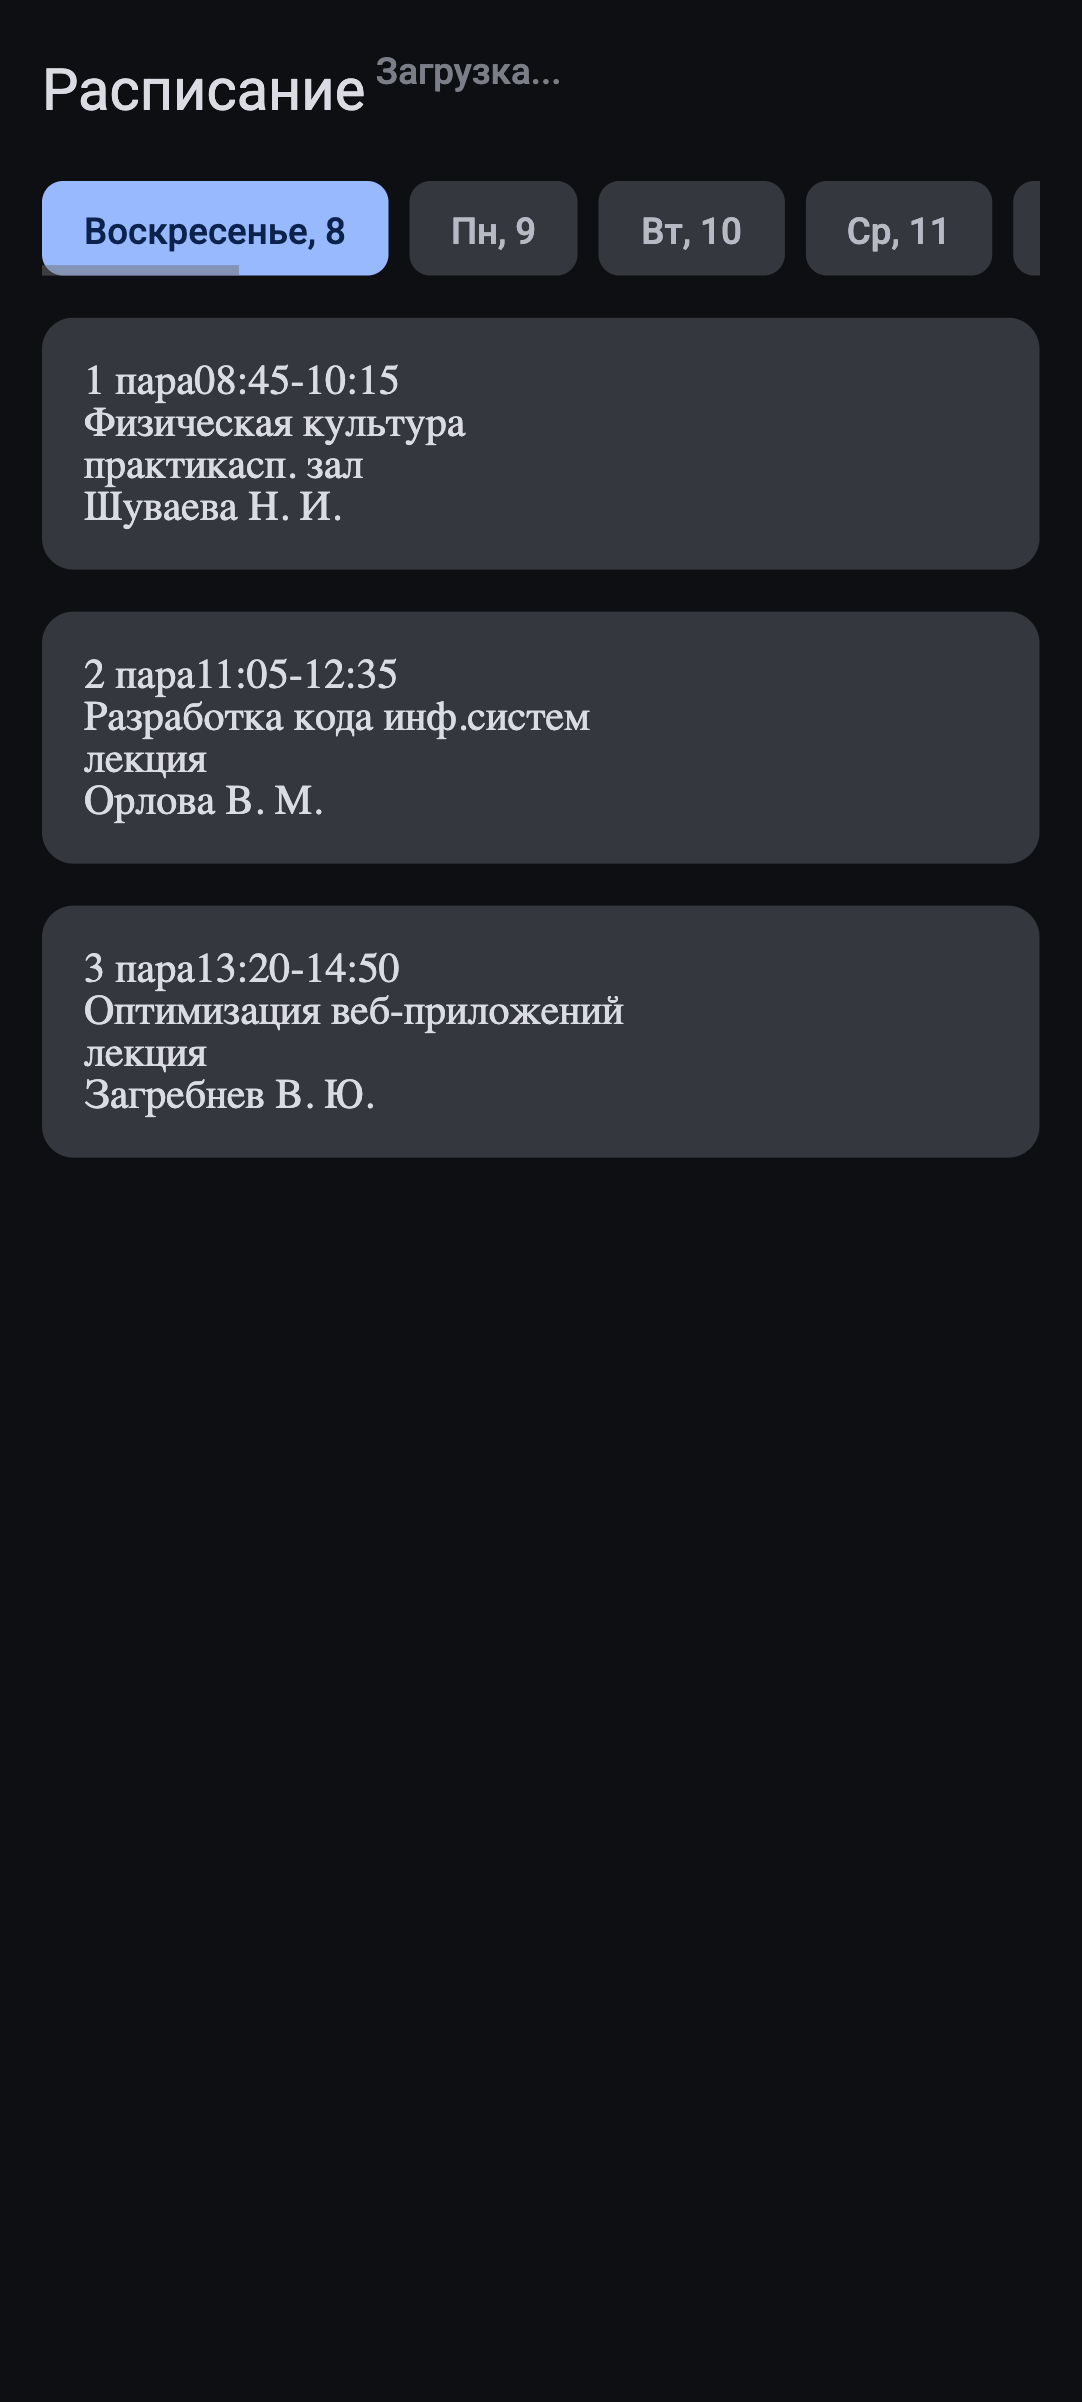 Расписание Загрузка...
Воскресенье, 8 Пн, 9 Вт, 10 Ср, 11
1 пара08:45-10:15
Физическая культура
практикасп. зал
Шуваева Н. И.
2 пара11:05-12:35
Разработка кода инф.систем
лекция
Орлова В. М.
3 пара13:20-14:50
Оптимизация веб-приложений
лекция
Загребнев В. Ю.